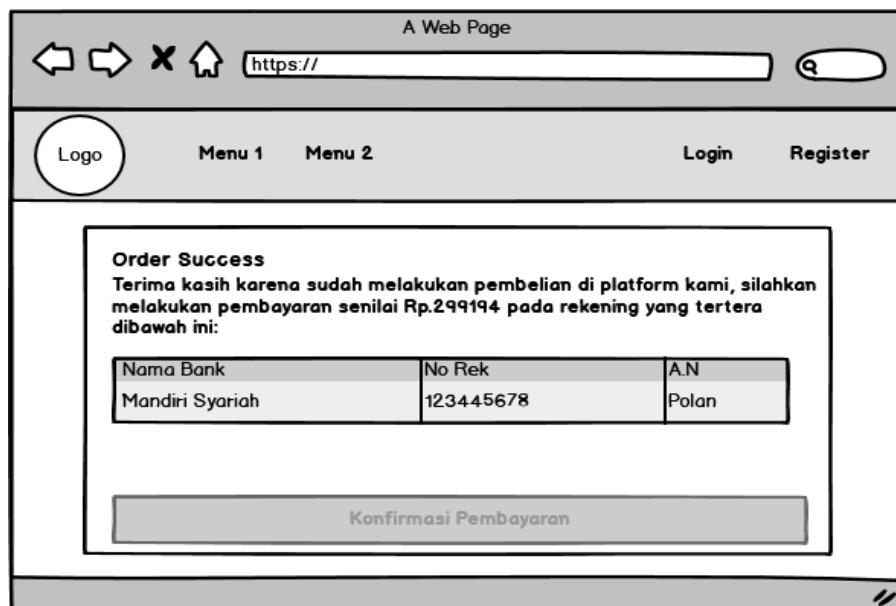 A Web Page
https://
Logo Menu 1 Menu 2 Login Register
Order Success
Terima kasih karena sudah melakukan pembelian di platform kami, silahkan
melakukan pembayaran senilai Rp.299194 pada rekening yang tertera
dibawah ini:
Nama Bank No Rek A.N
Mandiri Syariah 123445678 Polan
Konfirmasi Pembayaran